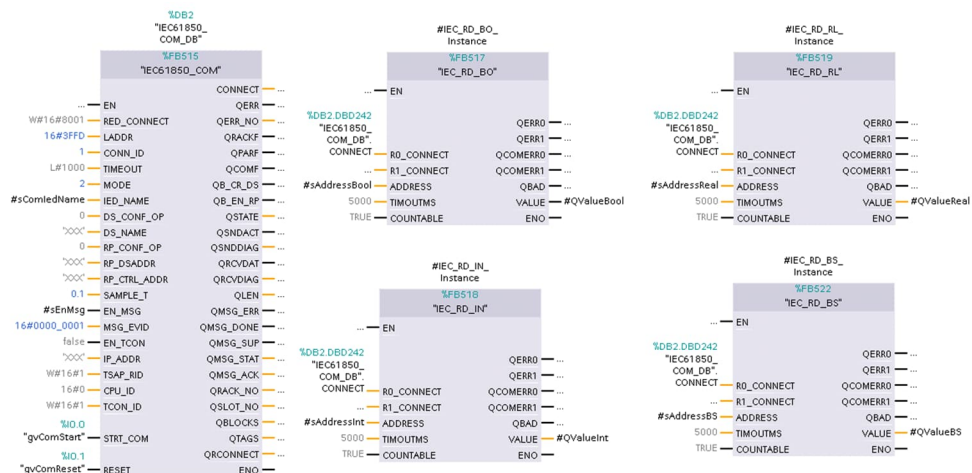 %DB2
"IEC61850_
COM_DB"
%FB515
"IEC61850_COM"
CONNECT ...
... EN QERR ...
W#16#8001 RED_CONNECT QERR_NO ...
16#3FFD LADDR QRACKF ...
1 CONN_ID QPARF ...
L#1000 TIMEOUT QCOMF ...
2 MODE QB_CR_DS ...
#sComIedName IED_NAME QB_EN_RP ...
0 DS_CONF_OP QSTATE ...
"XXX" DS_NAME QSNDACT ...
0 RP_CONF_OP QSNDDIAG ...
"XXX" RP_DSADDR QRCVDAT ...
"XXX" RP_CTRL_ADDR QRCVDIAG ...
0.1 SAMPLE_T QLEN ...
#sEnMsg EN_MSG QMSG_ERR ...
16#0000_0001 MSG_EVID QMSG_DONE ...
false EN_TCON QMSG_SUP ...
"XXX" IP_ADDR QMSG_STAT ...
W#16#1 TSAP_RID QMSG_ACK ...
16#0 CPU_ID QRACK_NO ...
W#16#1 TCON_ID QSLOT_NO ...
%I0.0 QBLOCKS ...
"gvComStart" STRT_COM QTAGS ...
%I0.1 QRCONNECT ...
"gvComReset" RESET ENO
#IEC_RD_BO_
Instance
%FB517
"IEC_RD_BO"
... EN
%DB2.DBD242
"IEC61850_
COM_DB".
CONNECT
QERR0 ...
QERR1 ...
R0_CONNECT QCOMERR0 ...
... R1_CONNECT QCOMERR1 ...
#sAddressBool ADDRESS QBAD ...
5000 TIMOUTMS VALUE #QValueBool
TRUE COUNTABLE ENO
#IEC_RD_RL_
Instance
%FB519
"IEC_RD_RL"
... EN
%DB2.DBD242
"IEC61850_
COM_DB".
CONNECT
QERR0 ...
QERR1 ...
R0_CONNECT QCOMERR0 ...
... R1_CONNECT QCOMERR1 ...
#sAddressReal ADDRESS QBAD ...
5000 TIMOUTMS VALUE #QValueReal
TRUE COUNTABLE ENO
#IEC_RD_IN_
Instance
%FB518
"IEC_RD_IN"
... EN
%DB2.DBD242
"IEC61850_
COM_DB".
CONNECT
QERR0 ...
QERR1 ...
R0_CONNECT QCOMERR0 ...
... R1_CONNECT QCOMERR1 ...
#sAddressInt ADDRESS QBAD ...
5000 TIMOUTMS VALUE #QValueInt
TRUE COUNTABLE ENO
#IEC_RD_BS_
Instance
%FB522
"IEC_RD_BS"
... EN
%DB2.DBD242
"IEC61850_
COM_DB".
CONNECT
QERR0 ...
QERR1 ...
R0_CONNECT QCOMERR0 ...
... R1_CONNECT QCOMERR1 ...
#sAddressBS ADDRESS QBAD ...
5000 TIMOUTMS VALUE #QValueBS
TRUE COUNTABLE ENO